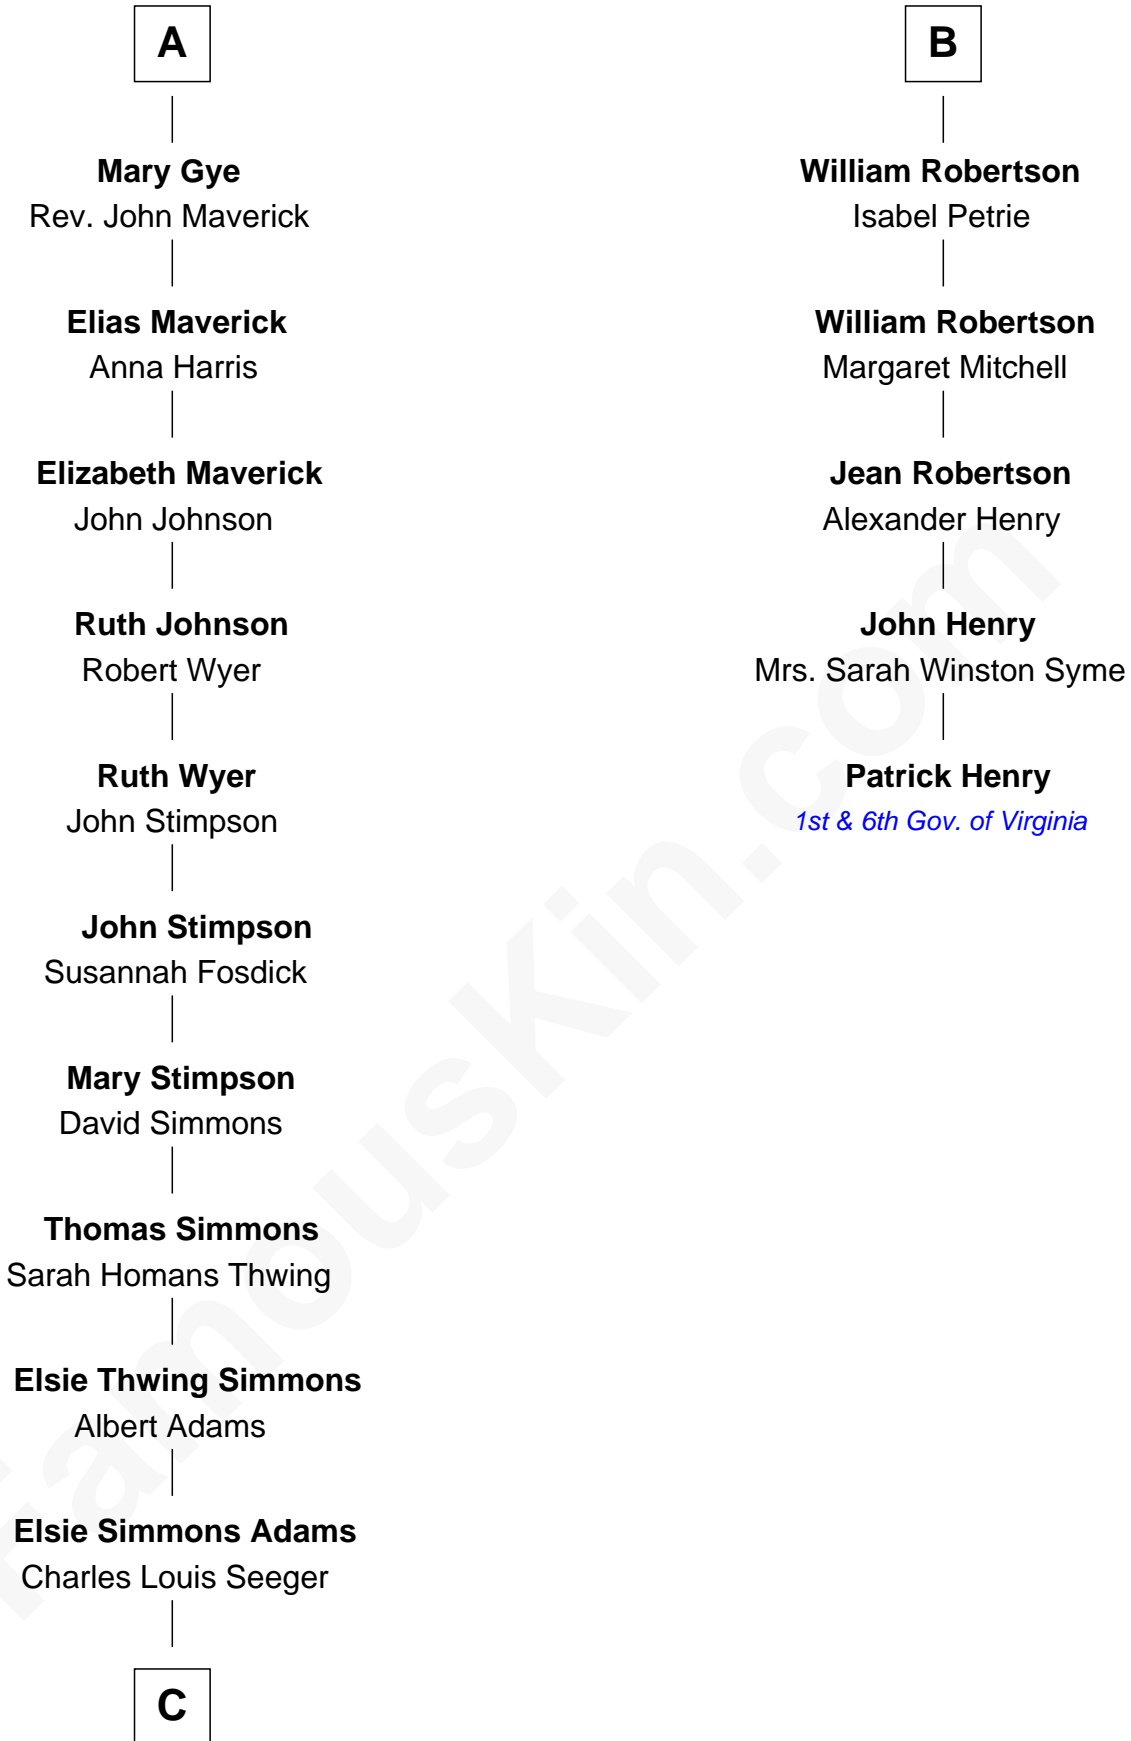 A
Mary Gye
Rev. John Maverick
Elias Maverick
Anna Harris
Elizabeth Maverick
John Johnson
Ruth Johnson
Robert Wyer
Ruth Wyer
John Stimpson
John Stimpson
Susannah Fosdick
Mary Stimpson
David Simmons
Thomas Simmons
Sarah Homans Thwing
Elsie Thwing Simmons
Albert Adams
Elsie Simmons Adams
Charles Louis Seeger
C
B
William Robertson
Isabel Petrie
William Robertson
Margaret Mitchell
Jean Robertson
Alexander Henry
John Henry
Mrs. Sarah Winston Syme
Patrick Henry
1st & 6th Gov. of Virginia
FamousKin.com